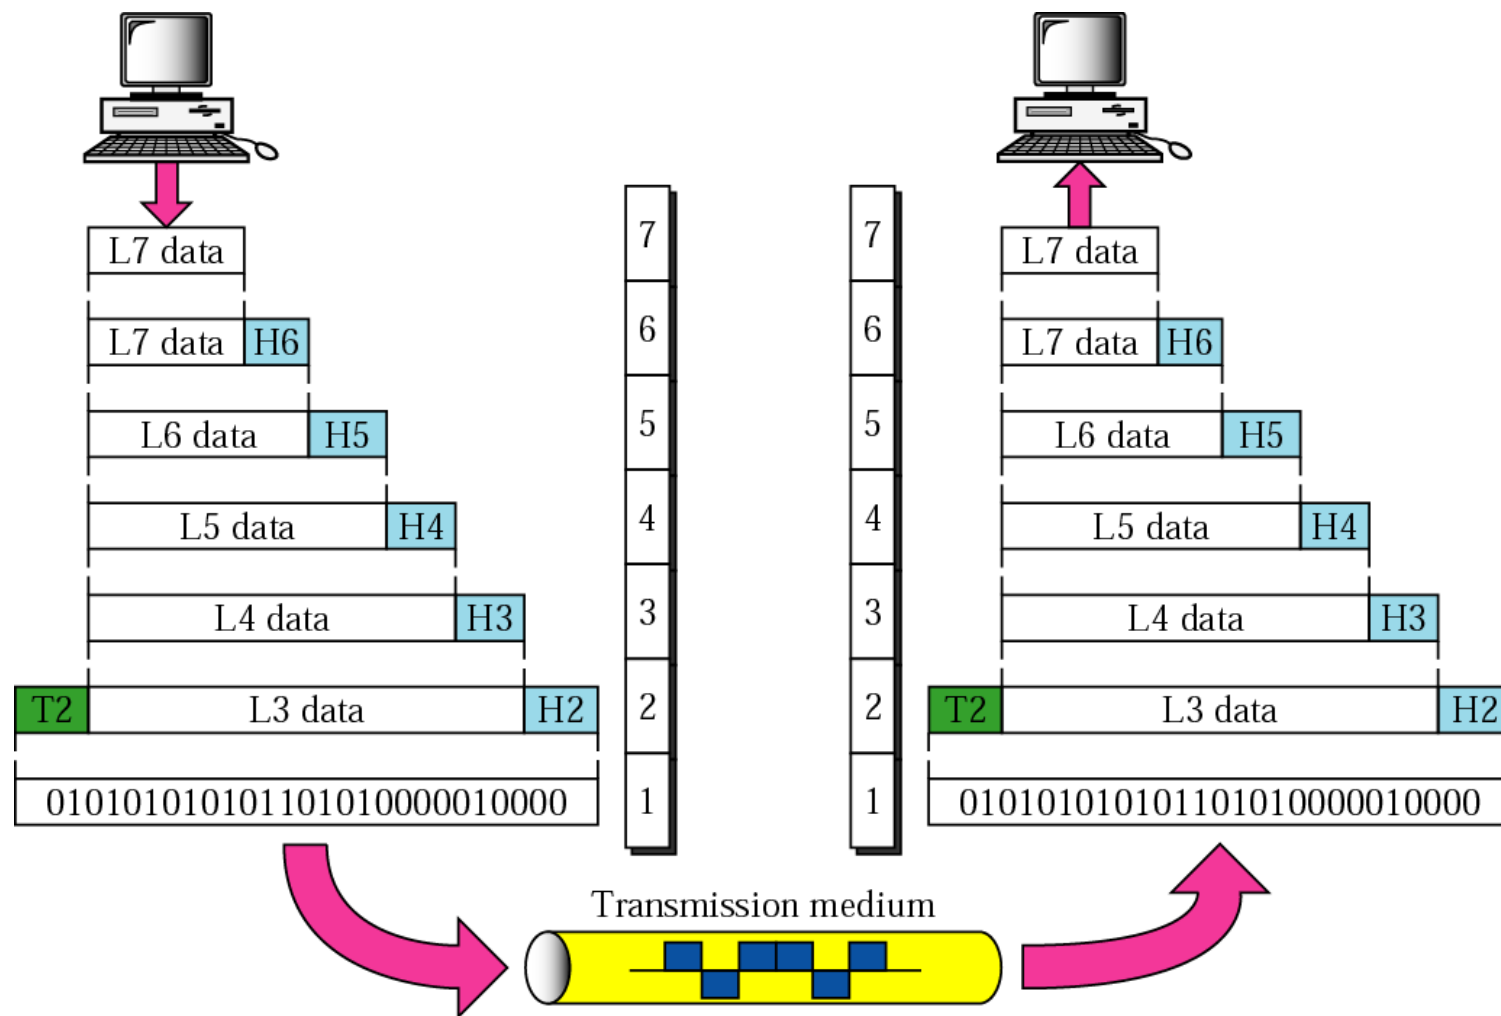 L7 data
L7 data H6
L6 data H5
L5 data H4
L4 data H3
T2 L3 data H2
010101010101101010000010000
7
6
5
4
3
2
1
7
6
5
4
3
2
1
L7 data
L7 data H6
L6 data H5
L5 data H4
L4 data H3
T2 L3 data H2
010101010101101010000010000
Transmission medium